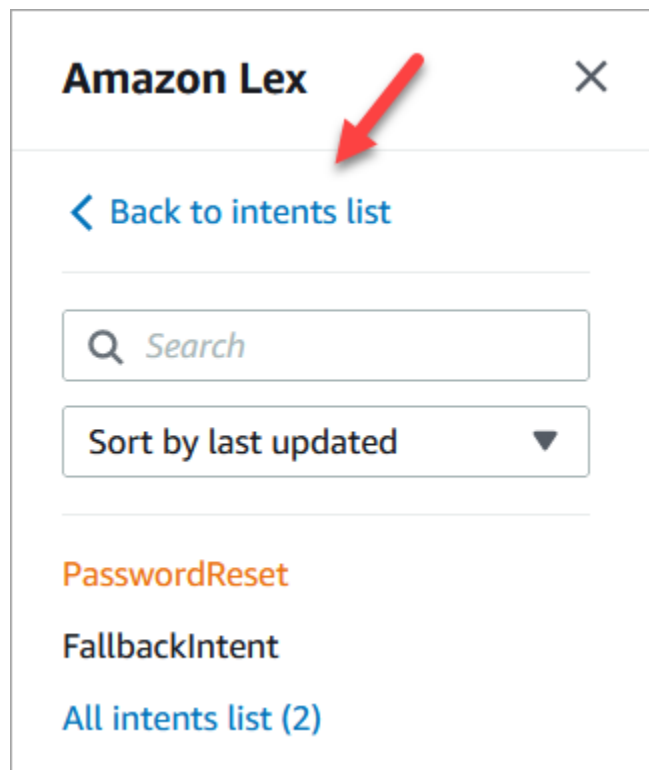 Amazon Lex
Back to intents list
Search
Sort by last updated
PasswordReset
FallbackIntent
All intents list (2)